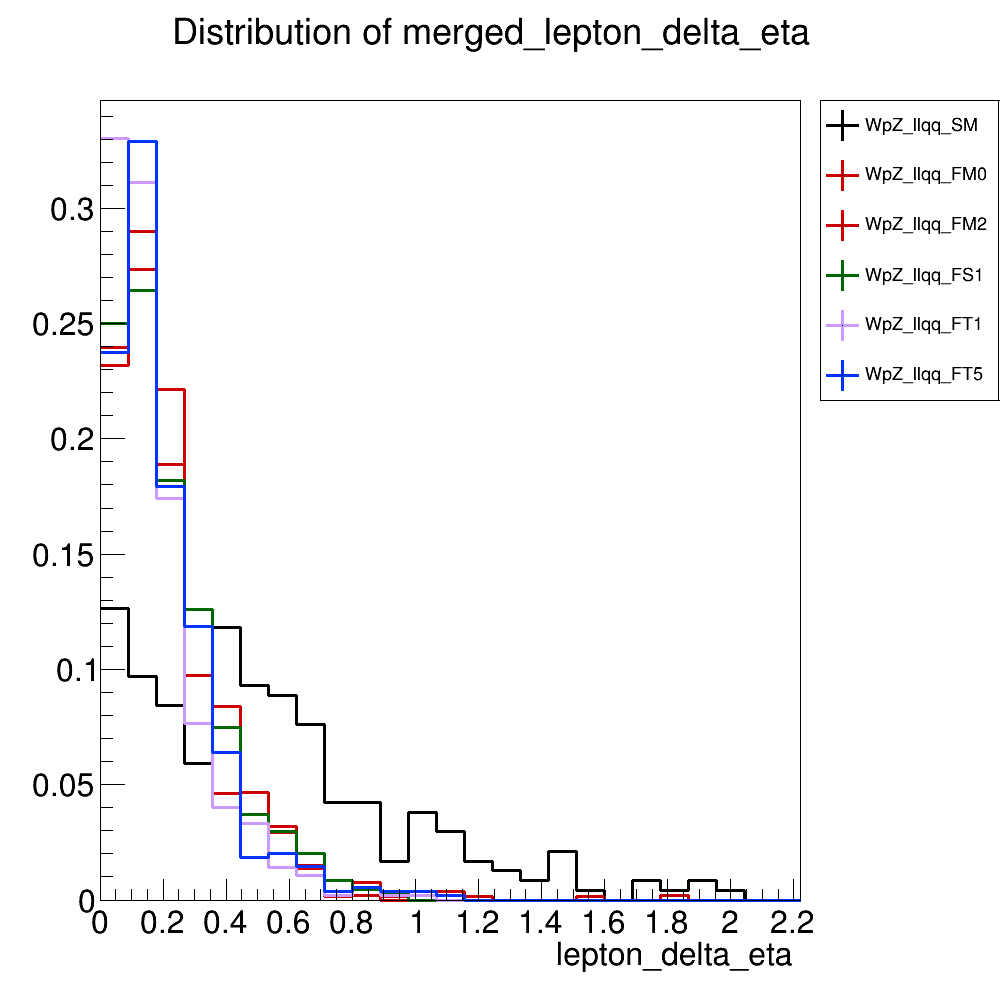 Distribution of merged_lepton_delta_eta
WpZ_llqq_SM
WpZ_llqq_FM0
WpZ_llqq_FM2
WpZ_llqq_FS1
WpZ_llqq_FT1
WpZ_llqq_FT5
0.3
0.25
0.2
0.15
0.1
0.05
0
0 0.2 0.4 0.6 0.8 1 1.2 1.4 1.6 1.8 2 2.2
lepton_delta_eta